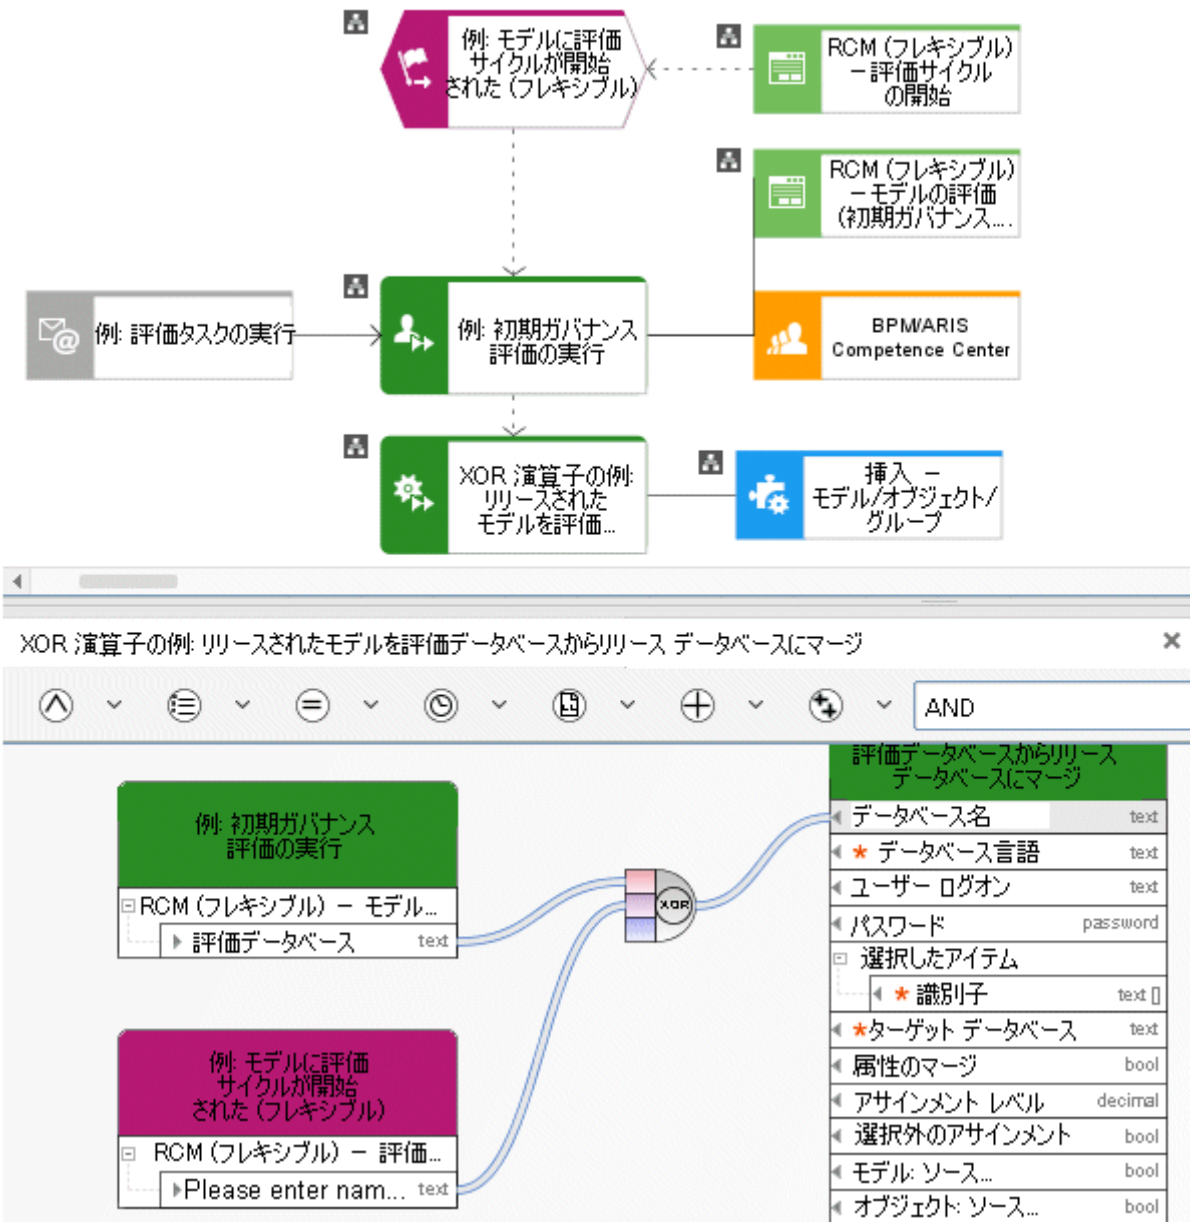 例: モデルに評価
サイクルが開始
された (フレキシブル)
RCM (フレキシブル)
－評価サイクル
の開始
RCM (フレキシブル)
－モデルの評価
(初期ガバナンス....
例: 評価タスクの実行
例: 初期ガバナンス
評価の実行
BPM/ARIS
Competence Center
XOR 演算子の例:
リリースされた
モデルを評価...
挿入 －
モデル/オブジェクト/
グループ
XOR 演算子の例: リリースされたモデルを評価データベースからリリース データベースにマージ
AND
評価データベースからリリース
データベースにマージ
例: 初期ガバナンス
評価の実行
RCM (フレキシブル) － モデル...
評価データベース text
XOR
例: モデルに評価
サイクルが開始
された (フレキシブル)
RCM (フレキシブル) － 評価...
Please enter nam... text
データベース名 text
* データベース言語 text
ユーザー ログオン text
パスワード password
選択したアイテム
* 識別子 text []
*ターゲット データベース text
属性のマージ bool
アサインメント レベル decimal
選択外のアサインメント bool
モデル: ソース... bool
オブジェクト: ソース... bool